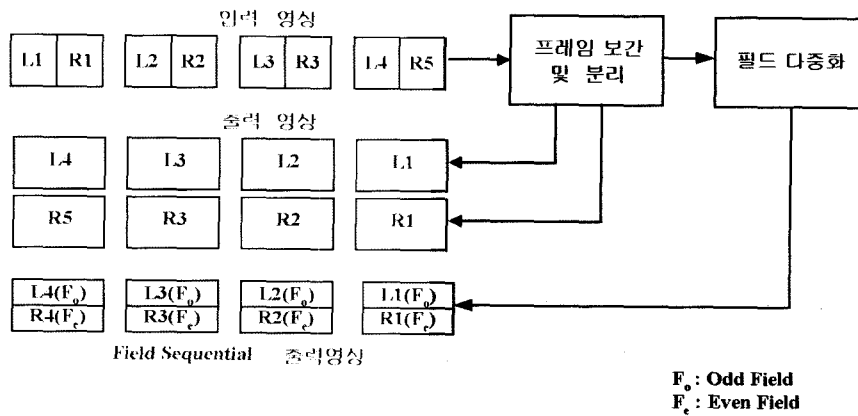 입력 영상
L1 R1 L2 R2 L3 R3 L4 R5
프레임 보간
및 분리
필드 다중화
출력 영상
L4 L3 L2 L1
R5 R3 R2 R1
L4(Fₒ) L3(Fₒ) L2(Fₒ) L1(Fₒ)
R4(Fₑ) R3(Fₑ) R2(Fₑ) R1(Fₑ)
Field Sequential 출력영상
Fₒ : Odd Field
Fₑ : Even Field